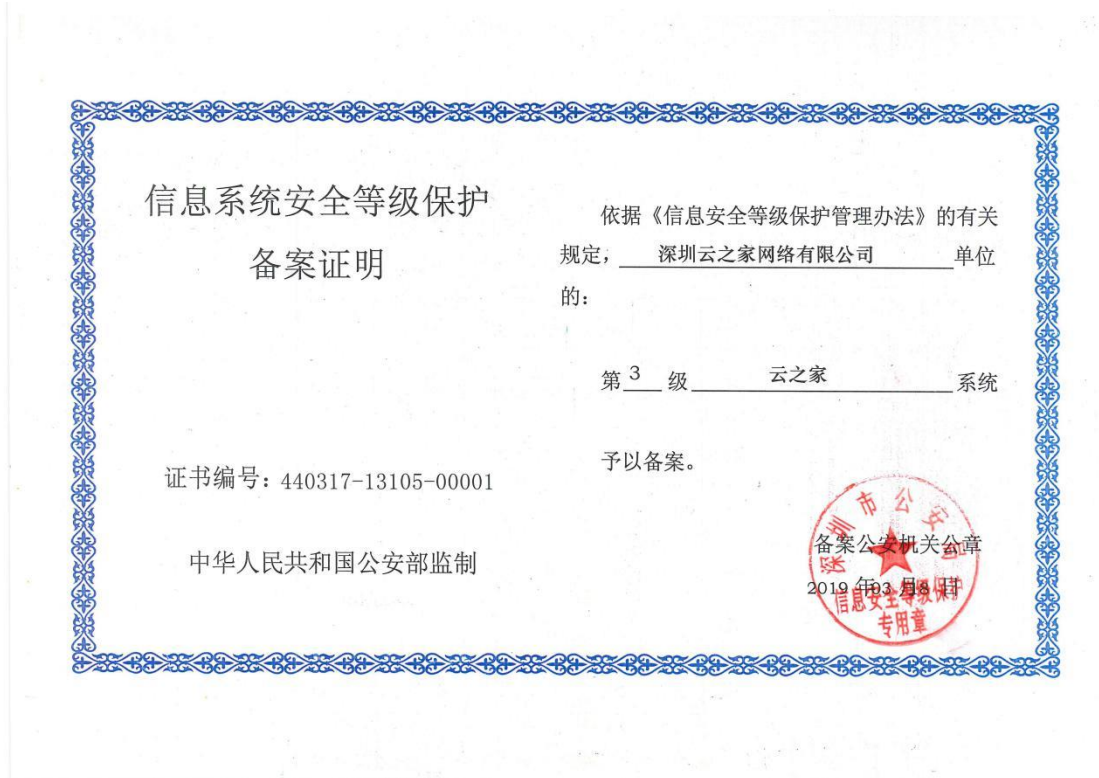 信息系统安全等级保护
备案证明
证书编号：440317-13105-00001
中华人民共和国公安部监制
依据《信息安全等级保护管理办法》的有关
规定，深圳云之家网络有限公司单位
的：
第3级云之家系统
予以备案。
深圳市公安局
备案公安机关公章
2019 年03 月18 日
信息安全等级保护
专用章